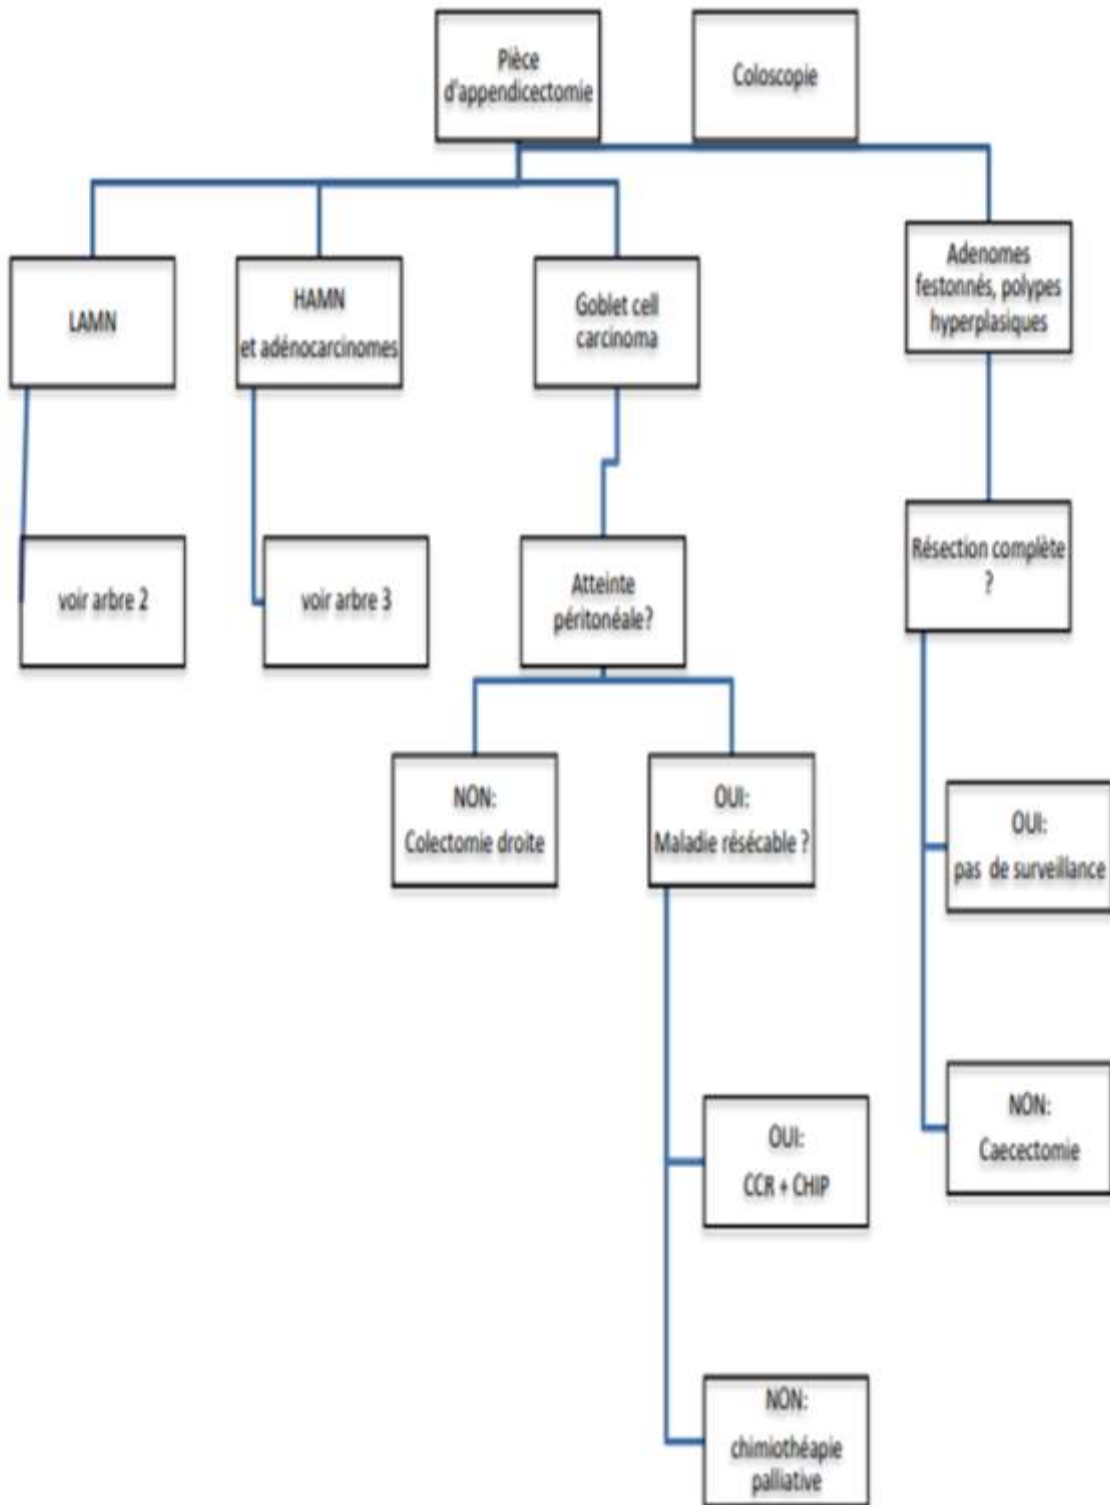 Pièce
d'appendicectomie
Coloscopie
LAMN
HAMN
et adénocarcinomes
Goblet cell
carcinoma
Adenomes
festonnés, polypes
hyperplasiques
voir arbre 2
voir arbre 3
Atteinte
péritonéale?
Résection complète
?
NON:
Colectomie droite
OUI:
Maladie résécable ?
OUI:
pas de surveillance
OUI:
CCR + CHIP
NON:
Caecectomie
NON:
chimiothéapie
palliative